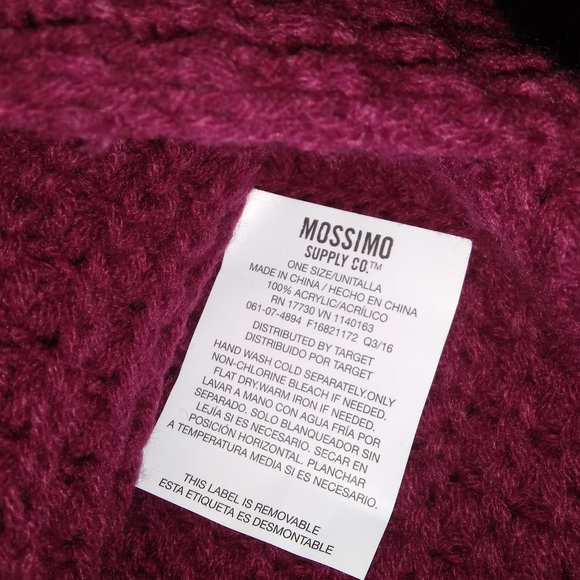 MOSSIMO
SUPPLY CO.™
ONE SIZE/UNITALLA
MADE IN CHINA / HECHO EN CHINA
100% ACRYLIC/ACRÍLICO
RN 17730 VN 1140163
061-07-4894 F16821172 Q3/16
DISTRIBUTED BY TARGET
DISTRIBUIDO POR TARGET
HAND WASH COLD SEPARATELY.ONLY
NON-CHLORINE BLEACH IF NEEDED.
FLAT DRY.WARM IRON IF NEEDED.
LAVAR A MANO CON AGUA FRÍA POR
SEPARADO. SOLO BLANQUEADOR SIN
LEJÍA SI ES NECESARIO. SECAR EN
POSICIÓN HORIZONTAL. PLANCHAR
A TEMPERATURA MEDIA SI ES NECESARIO.
THIS LABEL IS REMOVABLE
ESTA ETIQUETA ES DESMONTABLE